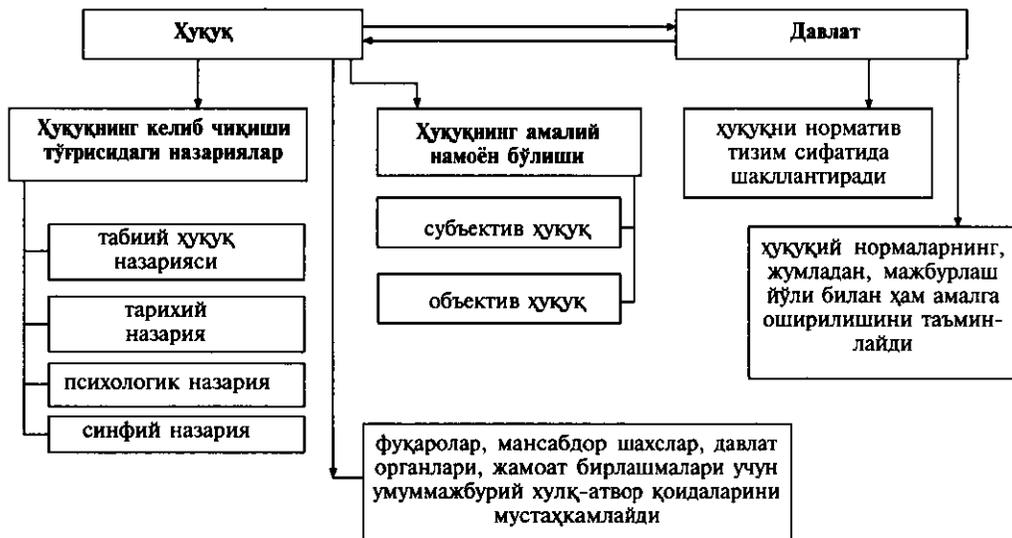 Ҳуқуқ
Давлат
Ҳуқуқнинг келиб чиқиши
тўғрисидаги назариялар
Ҳуқуқнинг амалий
намоён бўлиши
ҳуқуқни норматив
тизим сифатида
шакллантиради
табиий ҳуқуқ
назарияси
тарихий
назария
психологик назария
синфий назария
субъектив ҳуқуқ
объектив ҳуқуқ
ҳуқуқий нормаларнинг,
жумладан, мажбурлаш
йўли билан ҳам амалга
оширилишини таъмин-
лайди
фуқаролар, мансабдор шахслар, давлат
органлари, жамоат бирлашмалари учун
умуммажбурий хулқ-атвор қоидаларини
мустаҳкамлайди